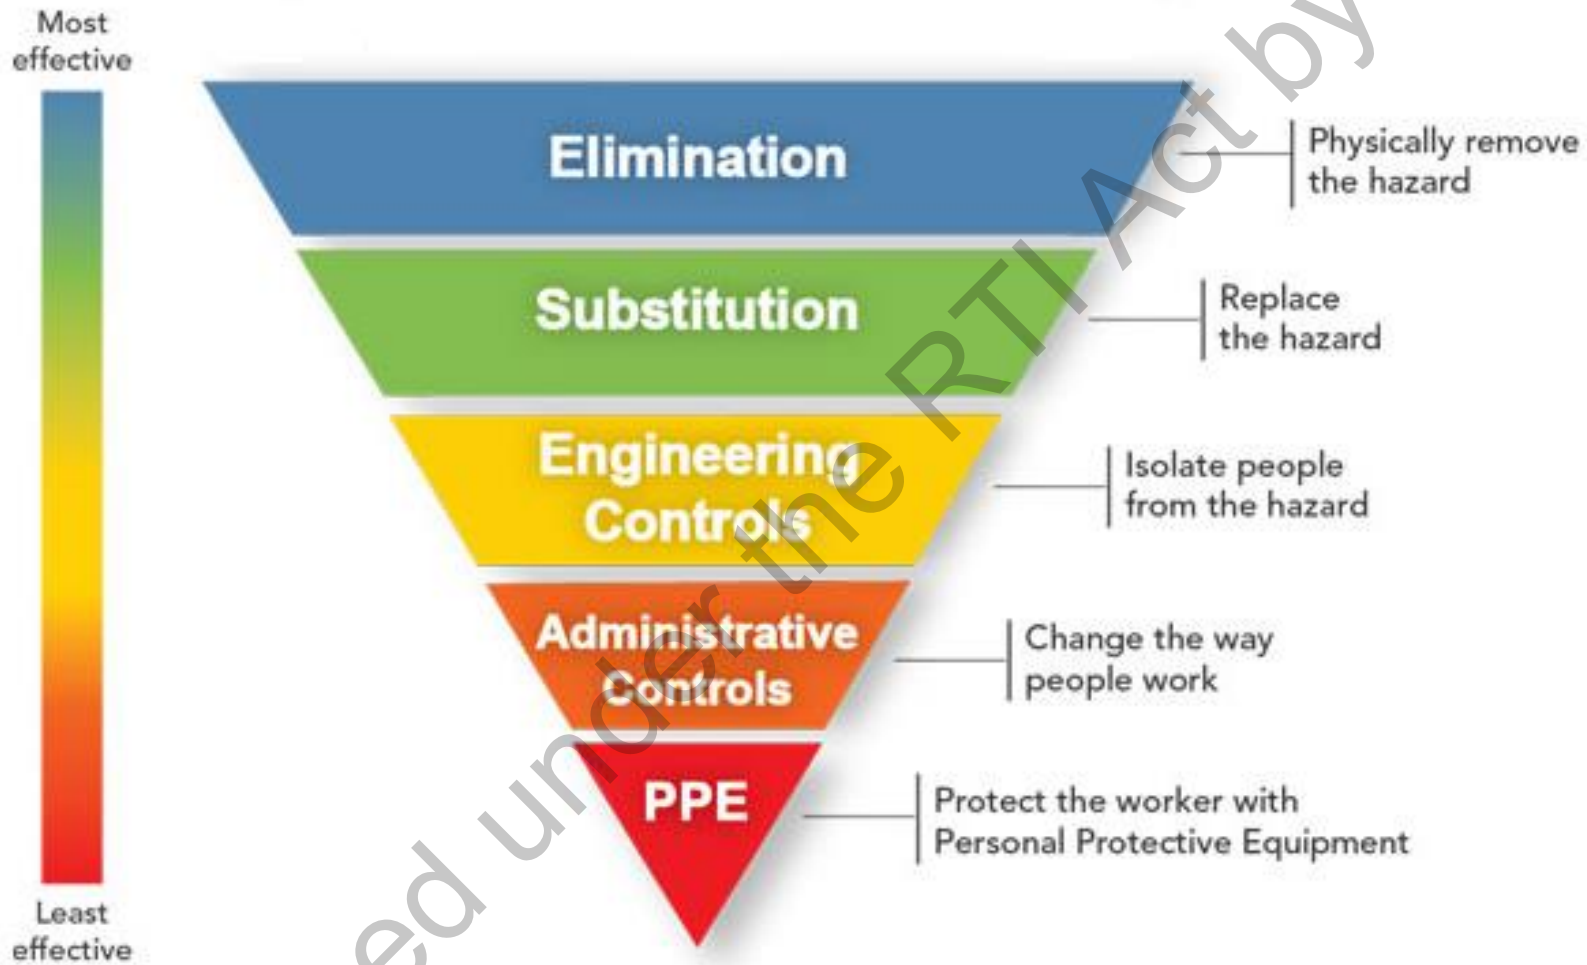 Most
effective
Elimination
Physically remove
the hazard
Substitution
Replace
the hazard
Engineering
Controls
Isolate people
from the hazard
Administrative
Controls
Change the way
people work
PPE
Protect the worker with
Personal Protective Equipment
Least
effective
ed under the RTI Act by